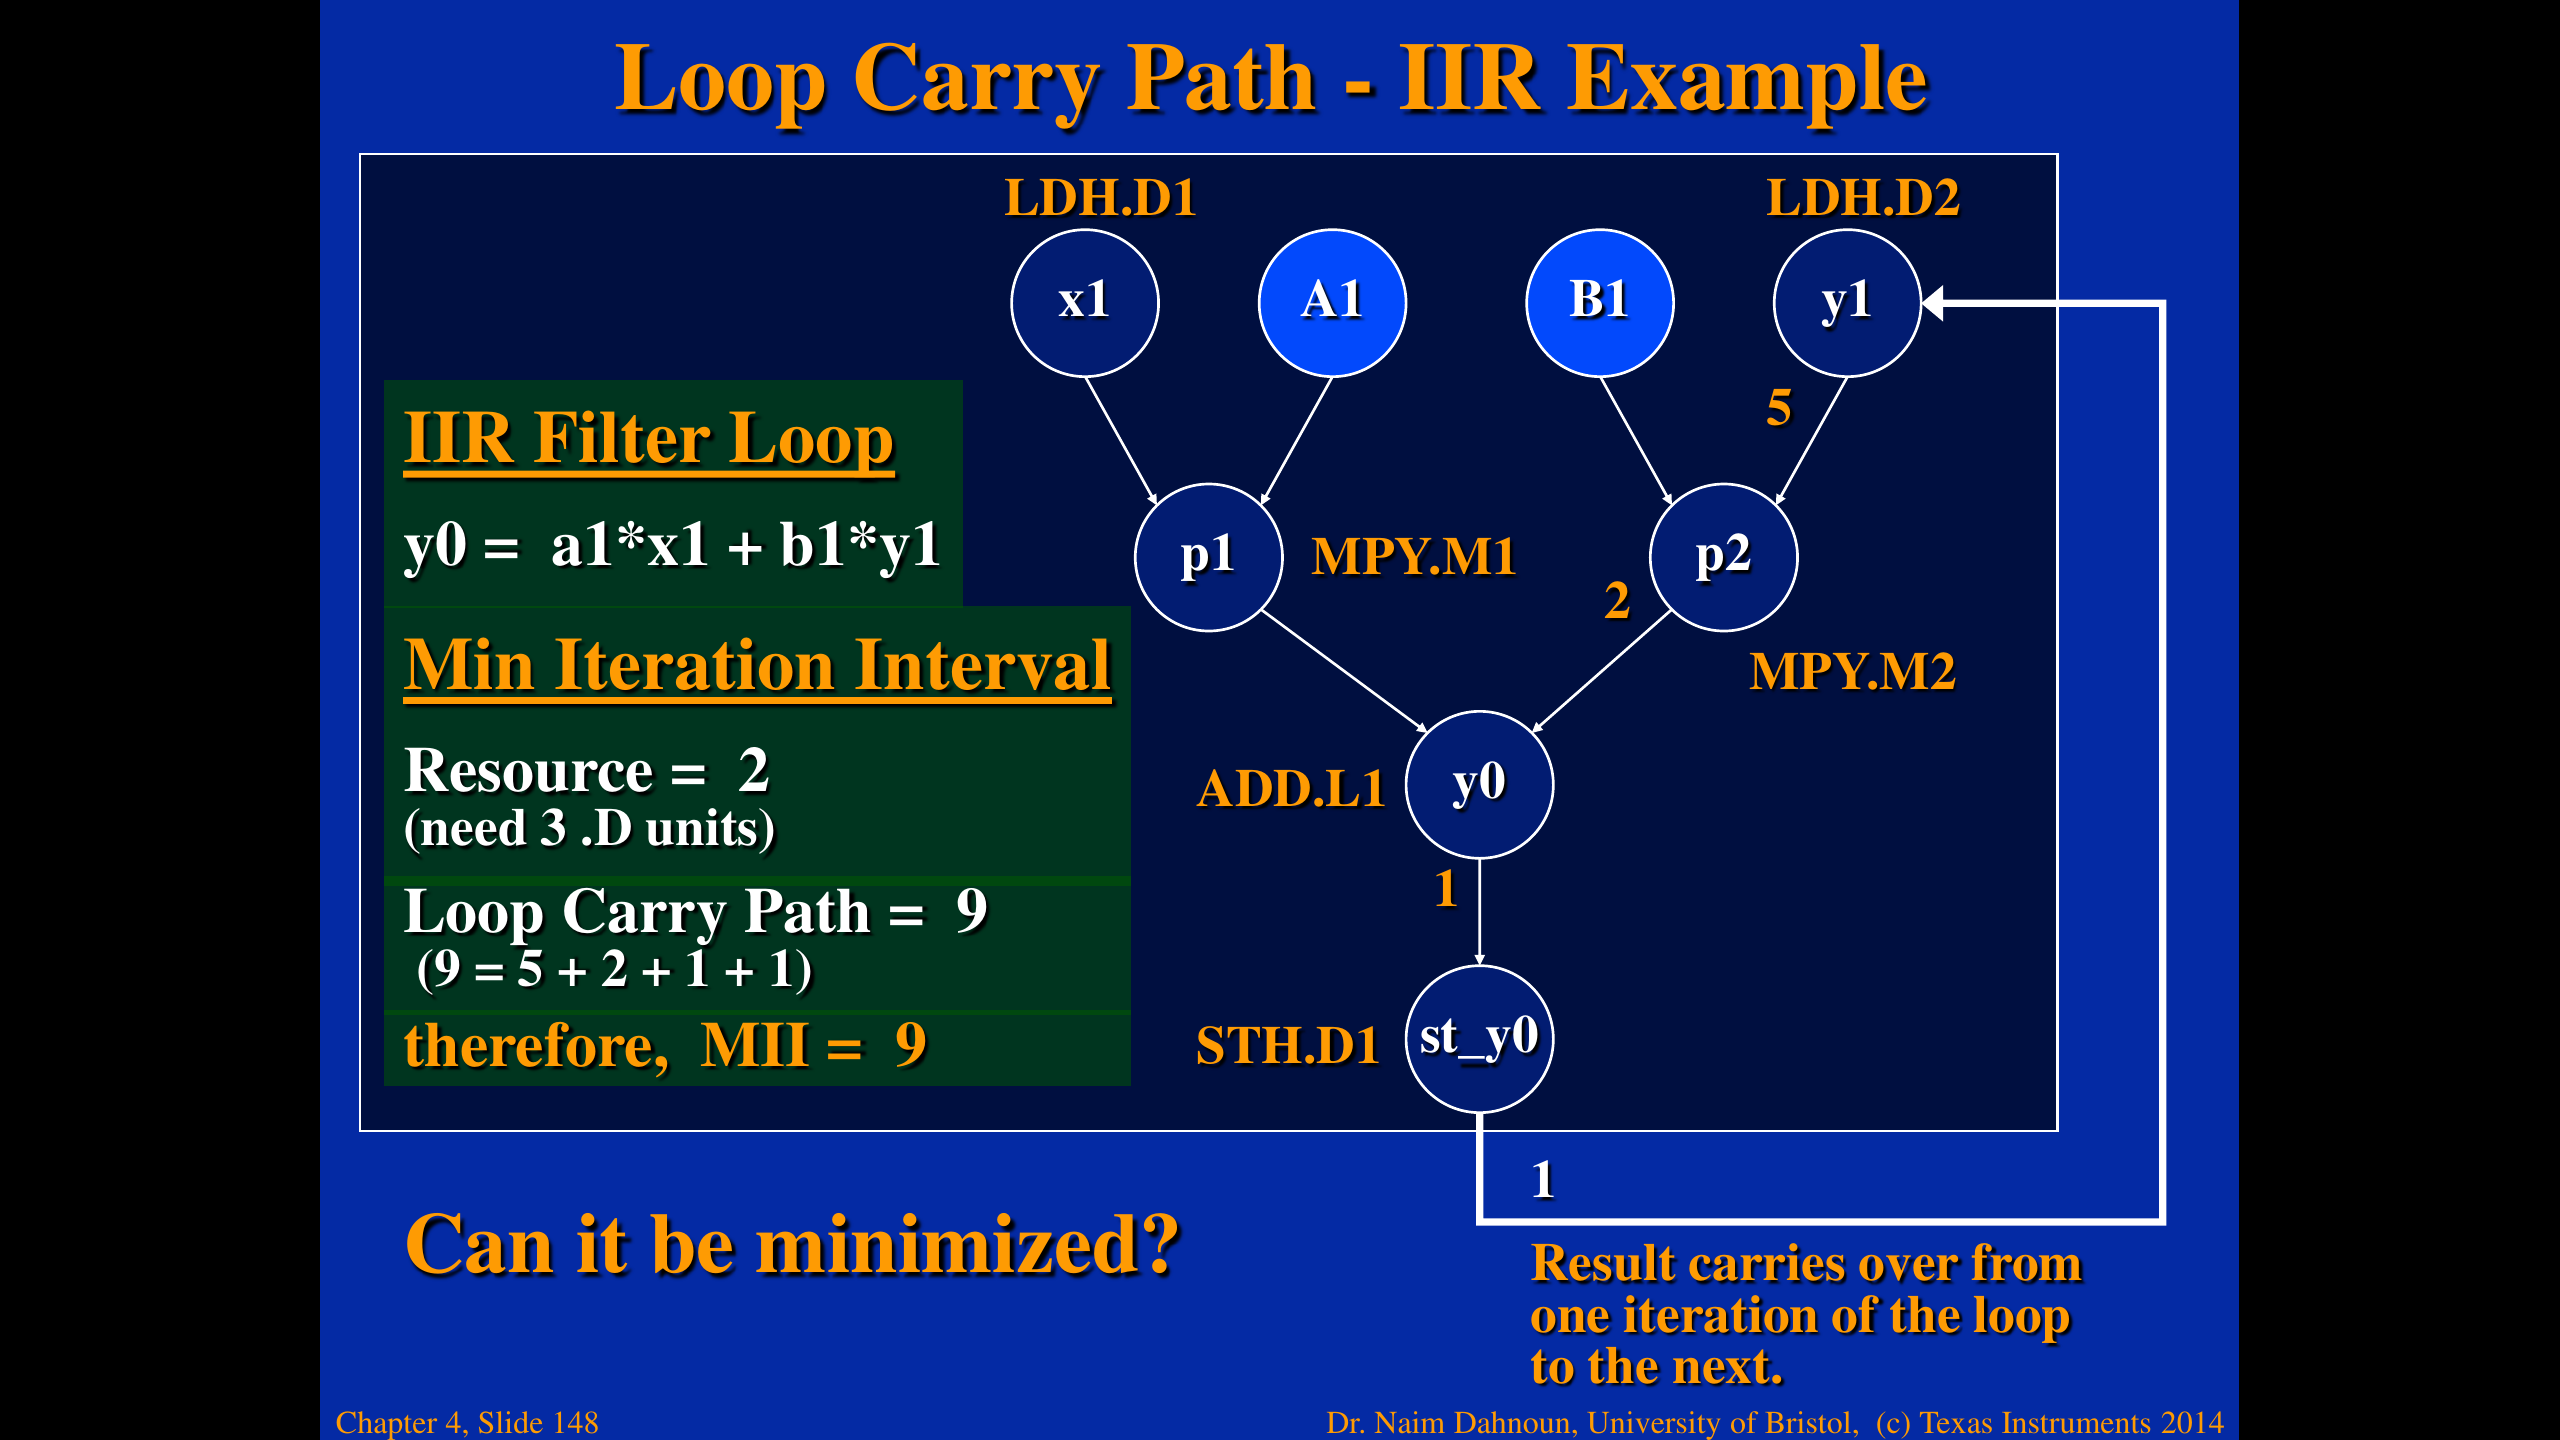 Loop Carry Path - IIR Example
LDH.D1
LDH.D2
x1
A1
B1
y1
5
IIR Filter Loop
y0 = a1*x1 + b1*y1
p1
MPY.M1
p2
2
MPY.M2
Min Iteration Interval
Resource = 2
(need 3 .D units)
ADD.L1
y0
1
Loop Carry Path = 9
(9 = 5 + 2 + 1 + 1)
therefore, MII = 9
STH.D1
st_y0
1
Can it be minimized?
Result carries over from
one iteration of the loop
to the next.
Chapter 4, Slide 148
Dr. Naim Dahnoun, University of Bristol, (c) Texas Instruments 2014